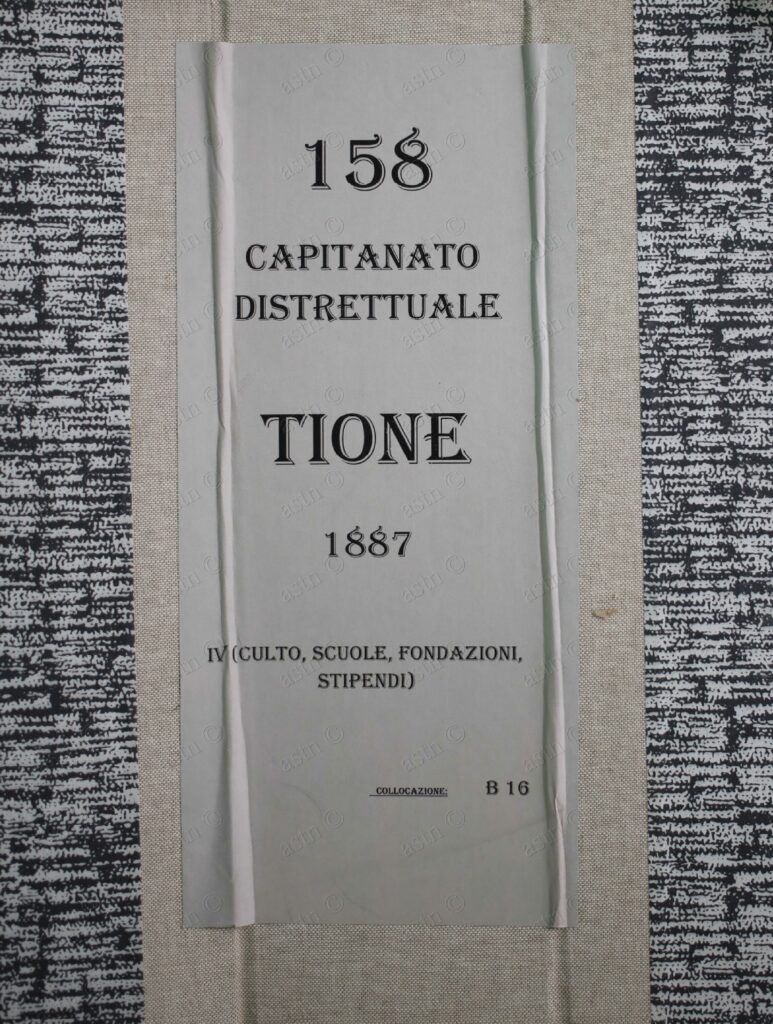 158
CAPITANATO
DISTRETTUALE
TIONE
1887
IV (CULTO, SCUOLE, FONDAZIONI,
STIPENDI)
COLLOCAZIONE: B 16